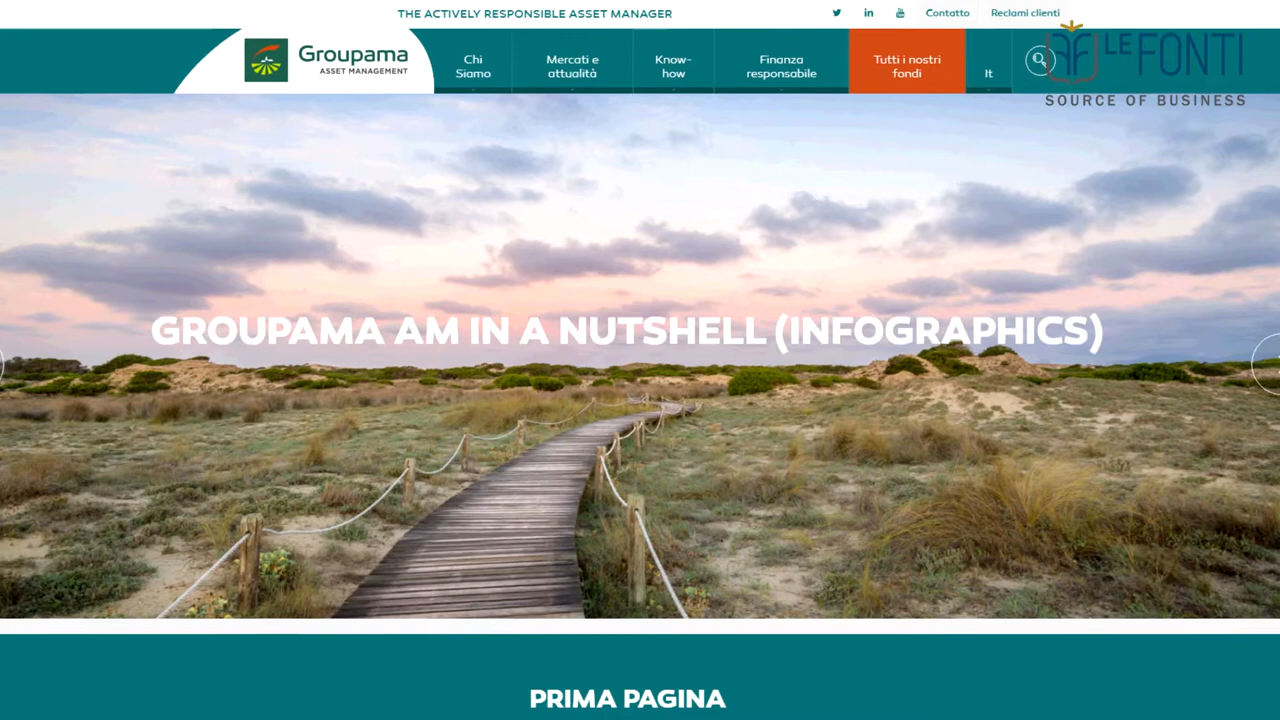 THE ACTIVELY RESPONSIBLE ASSET MANAGER
Contatto
Reclami clienti
Groupama
ASSET MANAGEMENT
Chi
Siamo
Mercati e
attualità
Know-
how
Finanza
responsabile
Tutti i nostri
fondi
It
LE FONTI
SOURCE OF BUSINESS
GROUPAMA AM IN A NUTSHELL (INFOGRAPHICS)
PRIMA PAGINA